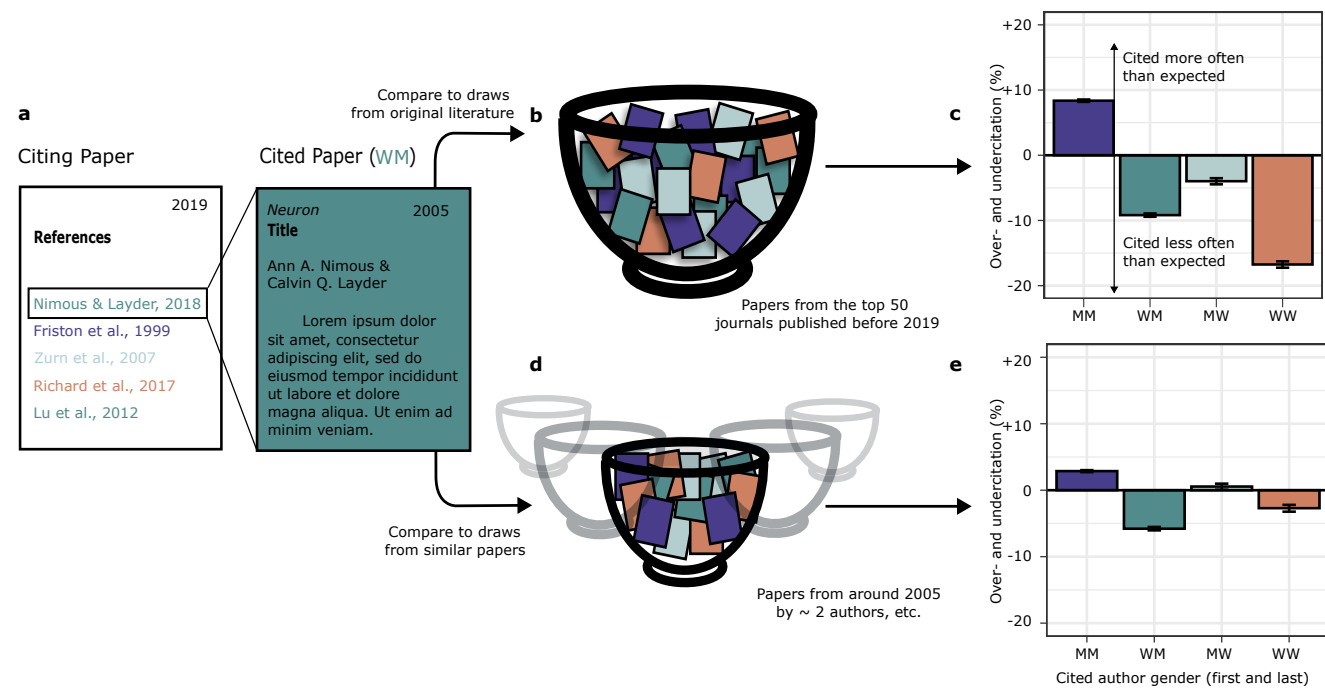 a
Citing Paper
2019
References
Nimous & Layder, 2018
Friston et al., 1999
Zurn et al., 2007
Richard et al., 2017
Lu et al., 2012
Cited Paper (WM)
Neuron 2005
Title
Ann A. Nimous &
Calvin Q. Layder
Lorem ipsum dolor
sit amet, consectetur
adipiscing elit, sed do
eiusmod tempor incididunt
ut labore et dolore
magna aliqua. Ut enim ad
minim veniam.
Compare to draws
from original literature
b
Papers from the top 50
journals published before 2019
c
Over- and undercitation (%)
+20
+10
0
-10
-20
Cited more often
than expected
Cited less often
than expected
MM WM MW WW
Compare to draws
from similar papers
d
Papers from around 2005
by ~ 2 authors, etc.
e
Over- and undercitation (%)
+20
+10
0
-10
-20
MM WM MW WW
Cited author gender (first and last)